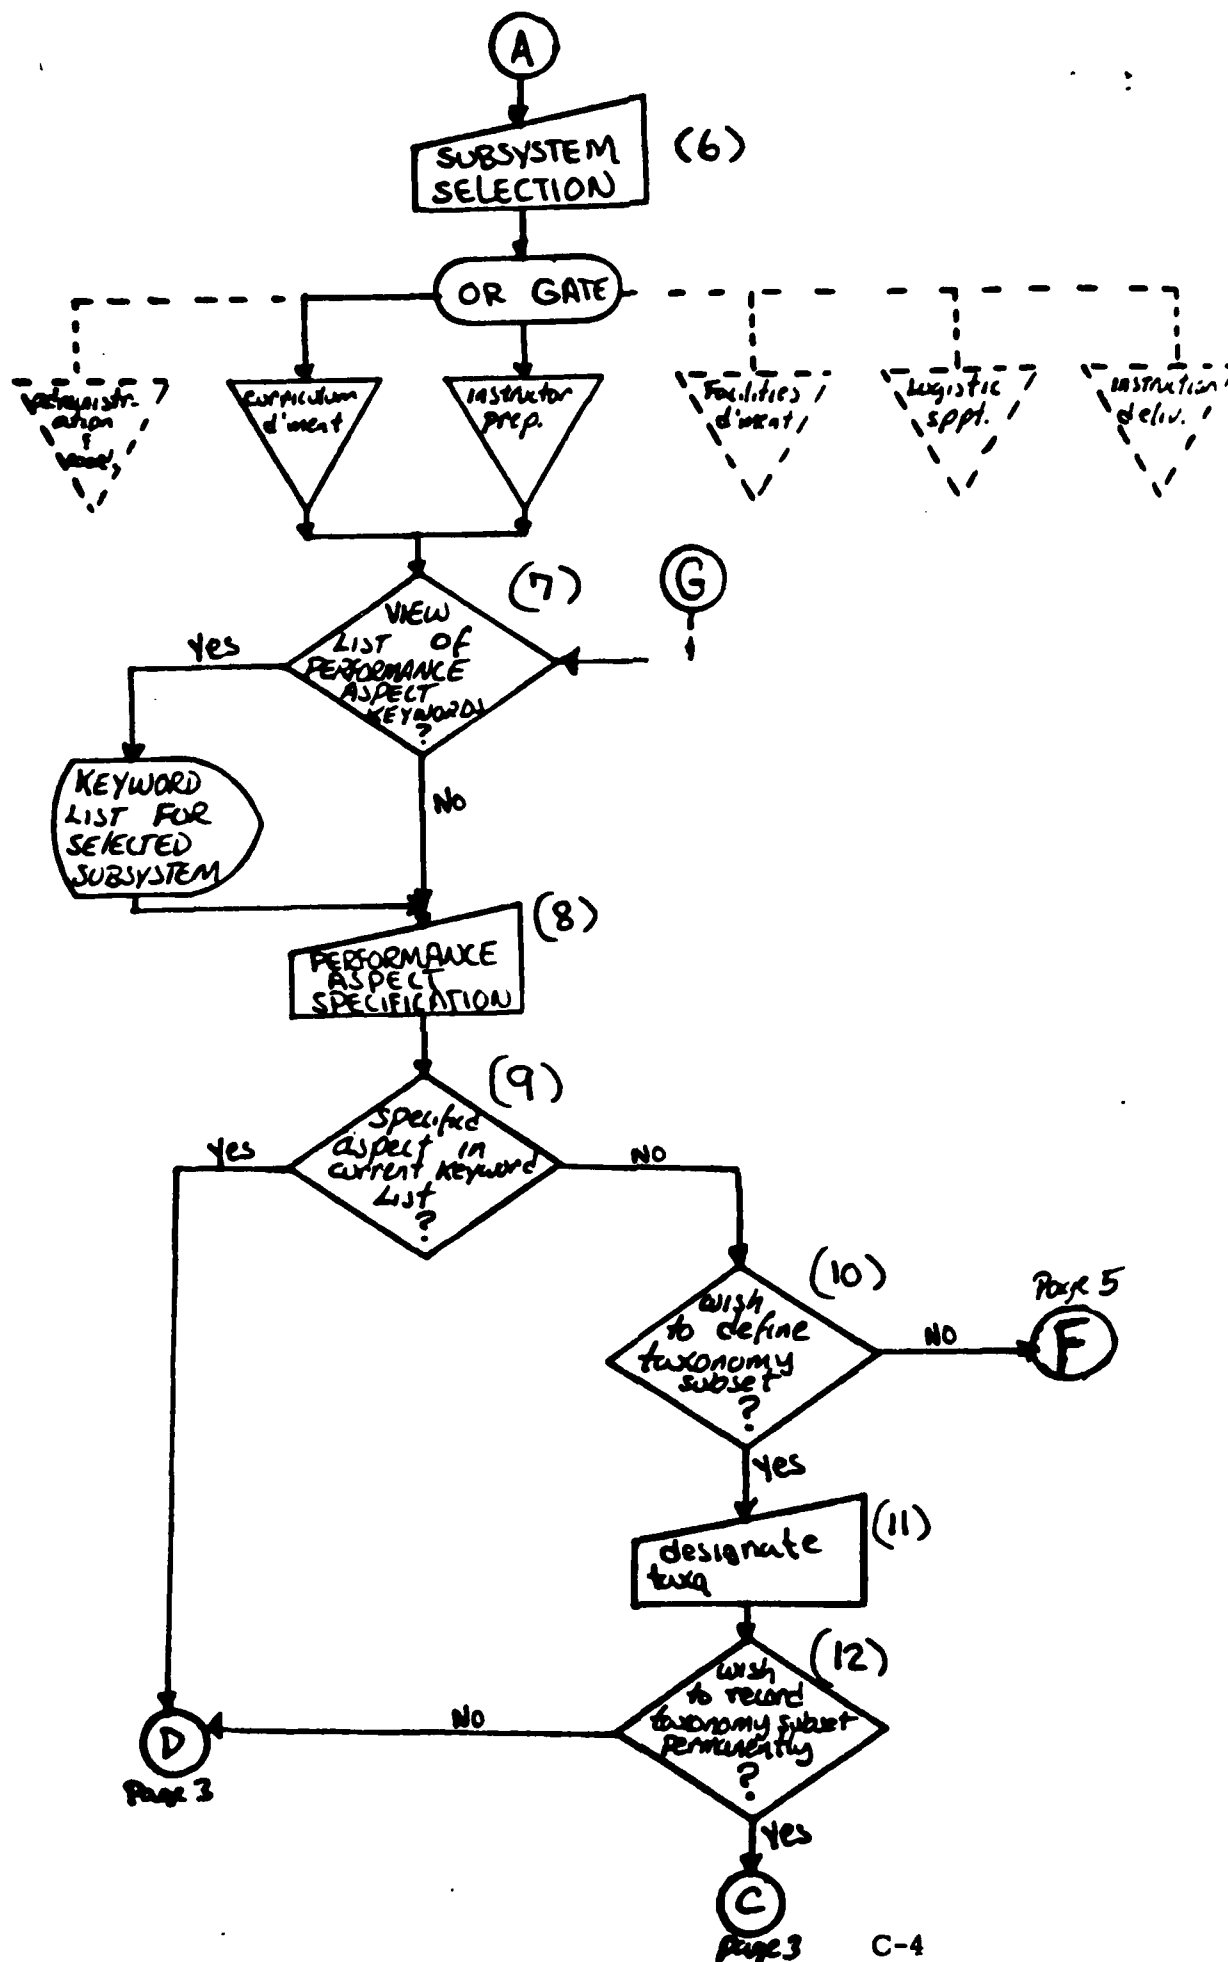 A
SUBSYSTEM
SELECTION
(6)
OR GATE
Administr-
ation
curriculum
d'ment
instructor
prep.
Facilities
d'ment
Logistic
sppt.
instruction
deliv.
(7)
G
VIEW
LIST OF
PERFORMANCE
ASPECT
KEYWORDS
?
Yes
NO
KEYWORD
LIST FOR
SELECTED
SUBSYSTEM
(8)
PERFORMANCE
ASPECT
SPECIFICATION
(9)
Specified
aspect in
current keyword
List
?
Yes
NO
(10)
wish
to define
taxonomy
subset
?
NO
Page 5
F
Yes
(11)
designate
taxa
(12)
wish
to record
taxonomy subset
permanently
?
NO
D
Page 3
Yes
C
Page 3
C-4